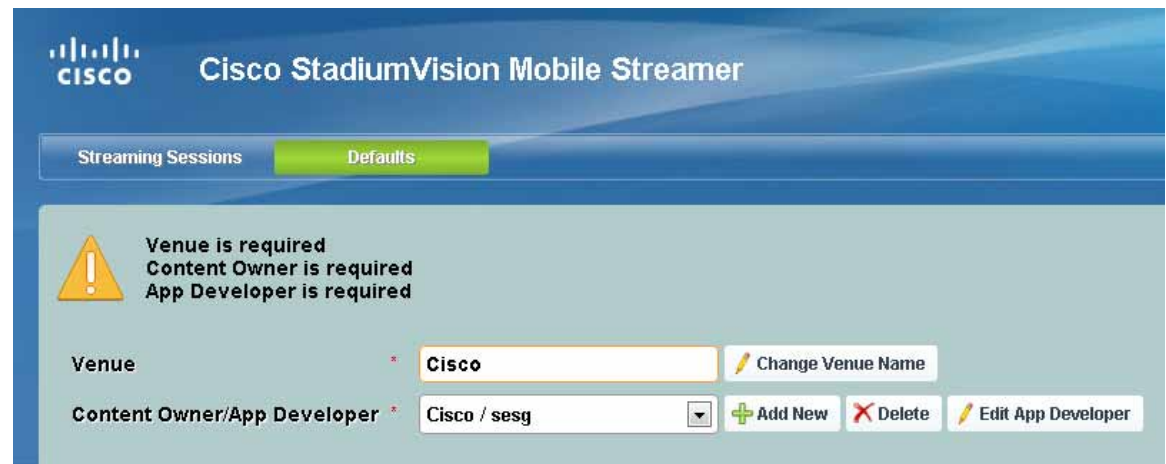 CISCO
Cisco StadiumVision Mobile Streamer
Streaming Sessions Defaults
Venue is required
Content Owner is required
App Developer is required
Venue * Cisco Change Venue Name
Content Owner/App Developer * Cisco / sesg Add New Delete Edit App Developer